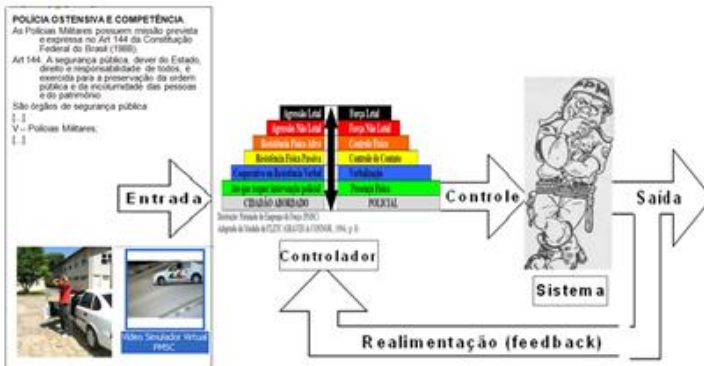 POLÍCIA OSTENSIVA E COMPETÊNCIA
As Polícias Militares possuem missão prevista
e expressa no Art 144 da Constituição
Federal do Brasil (1988).
Art 144. A segurança pública, dever do Estado,
direito e responsabilidade de todos, é
exercida para a preservação da ordem
pública e da incolumidade das pessoas
e do patrimônio.
São órgãos de segurança pública
[...]
V – Polícias Militares;
[...]
Entrada
Vídeo Simulador Virtual
PMSC
Agressão Letal
Força Letal
Agressão Não Letal
Força Não Letal
Resistência Física Ativa
Controle Físico
Resistência Física Passiva
Controle de Contato
Cooperativo ou Resistência Verbal
Verbalização
Ato que requer intervenção policial
Presença Física
CIDADÃO ABORDADO
POLICIAL
Controlador
Controle
Sistema
Saída
Realimentação (feedback)